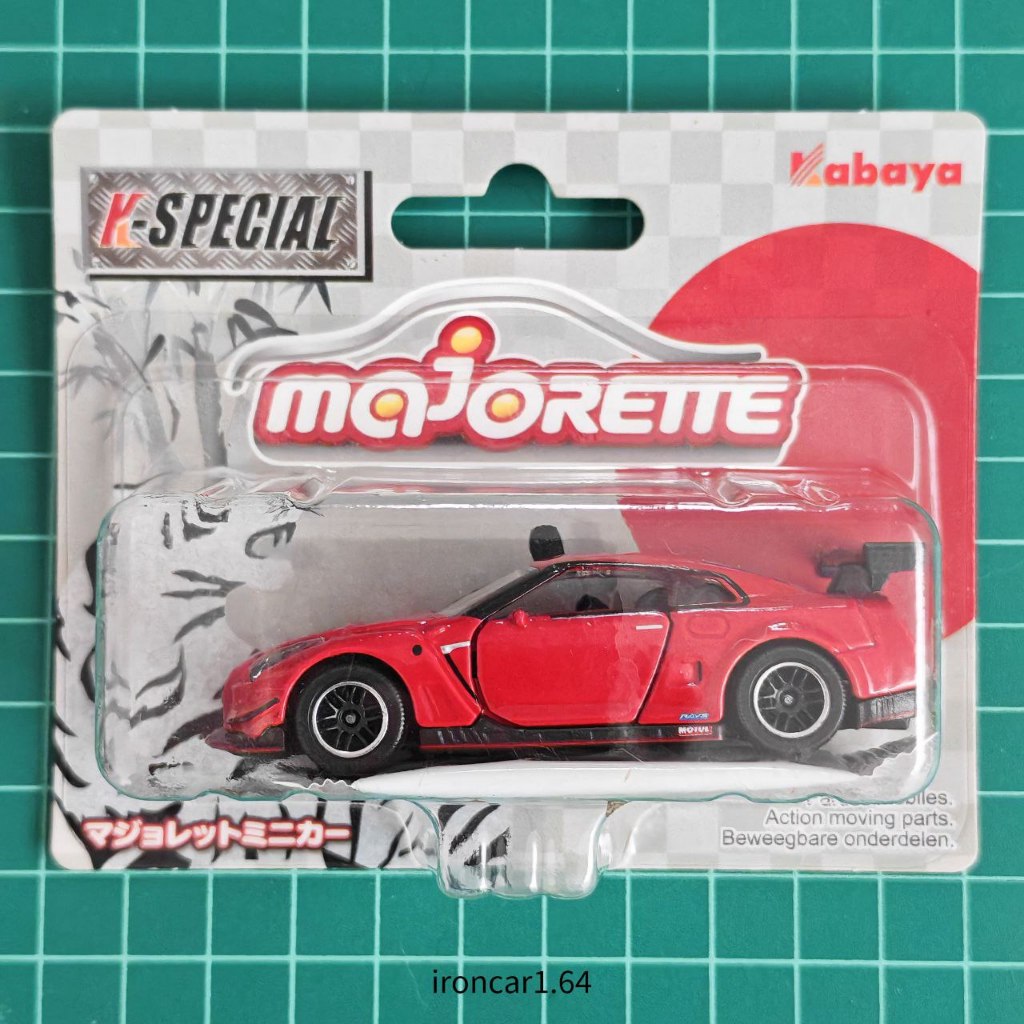 K-SPECIAL
Kabaya
majorette
RAYS
MOTUL
マジョレットミニカー
Action moving parts.
Beweegbare onderdelen.
ironcar1.64